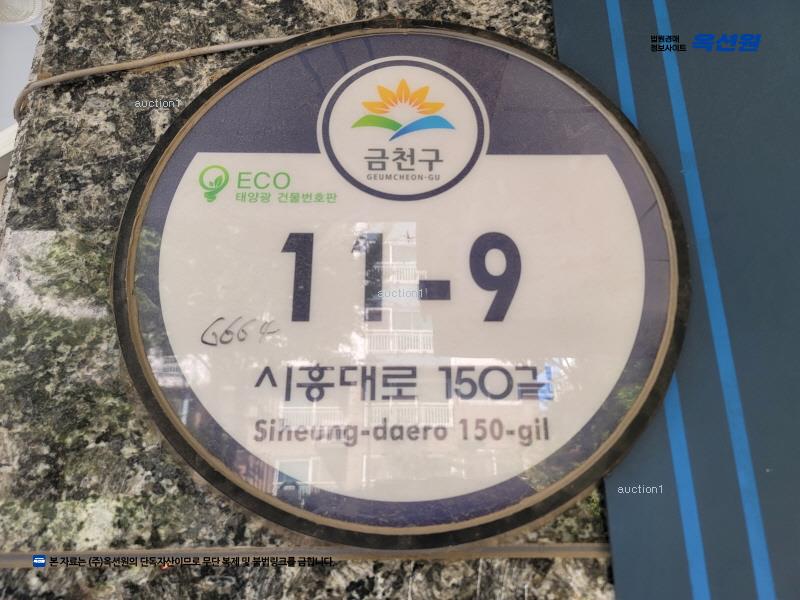 법원경매
정보사이트 옥션원
auction1
금천구
GEUMCHEON-GU
ECO
태양광 건물번호판
11-9
auction1
6664
시흥대로 150길
Siheung-daero 150-gil
auction1
본 자료는 (주)옥션원의 단독자산이므로 무단 복제 및 불법링크를 금합니다.